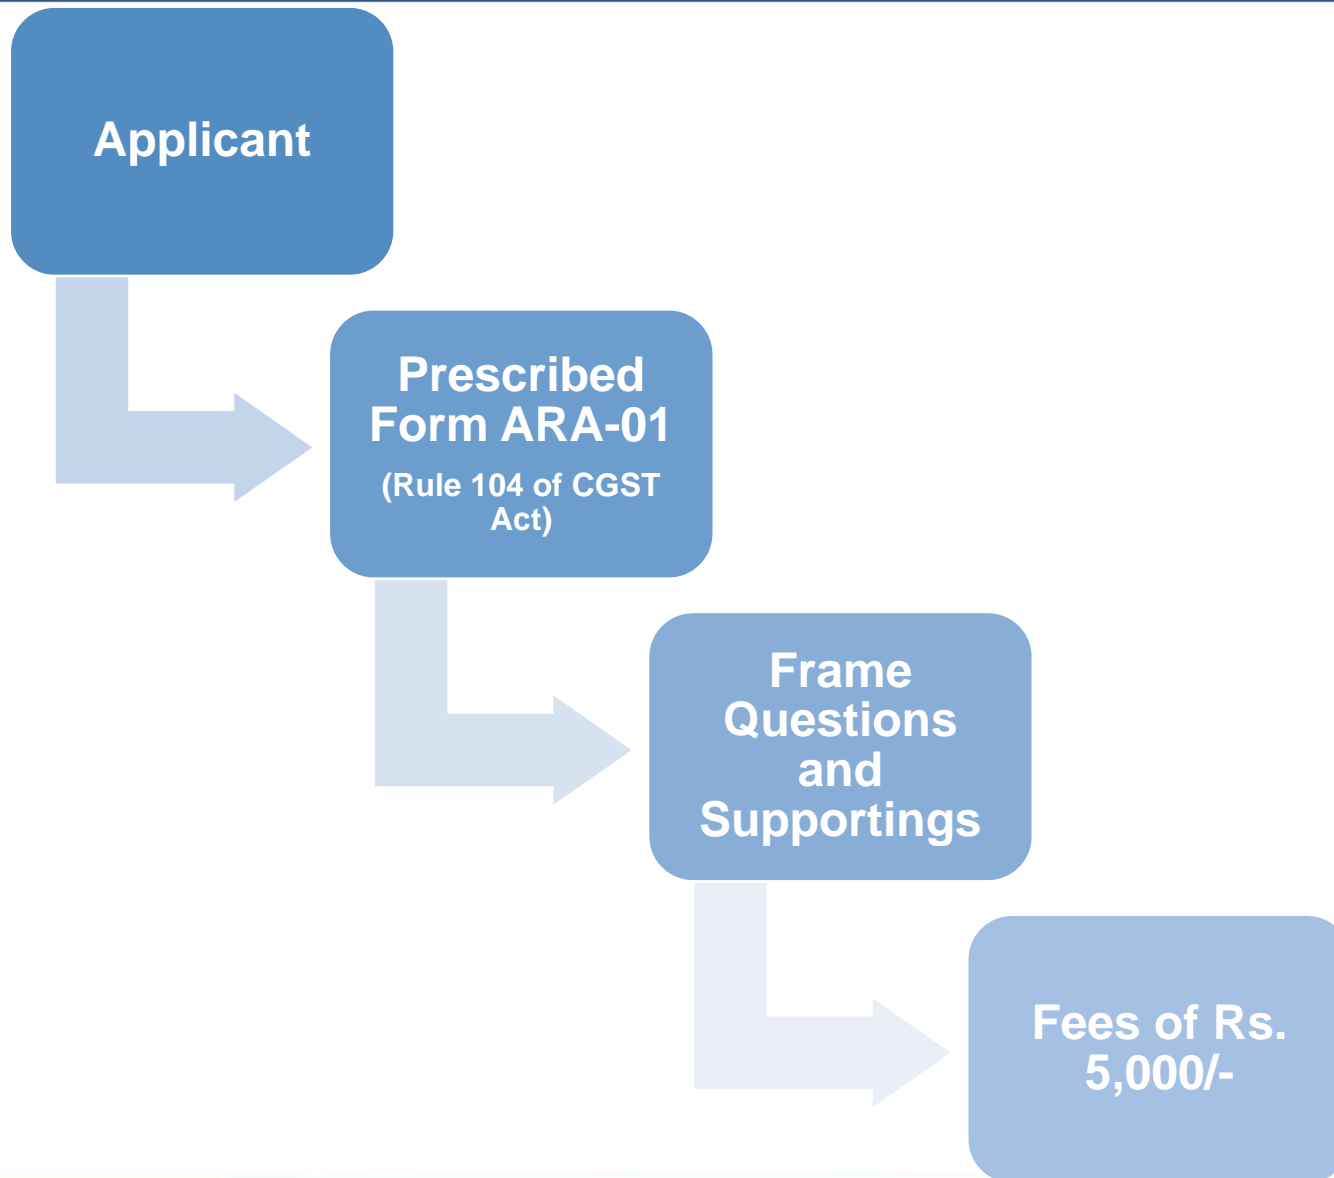 Applicant
Prescribed
Form ARA-01
(Rule 104 of CGST
Act)
Frame
Questions
and
Supportings
Fees of Rs.
5,000/-